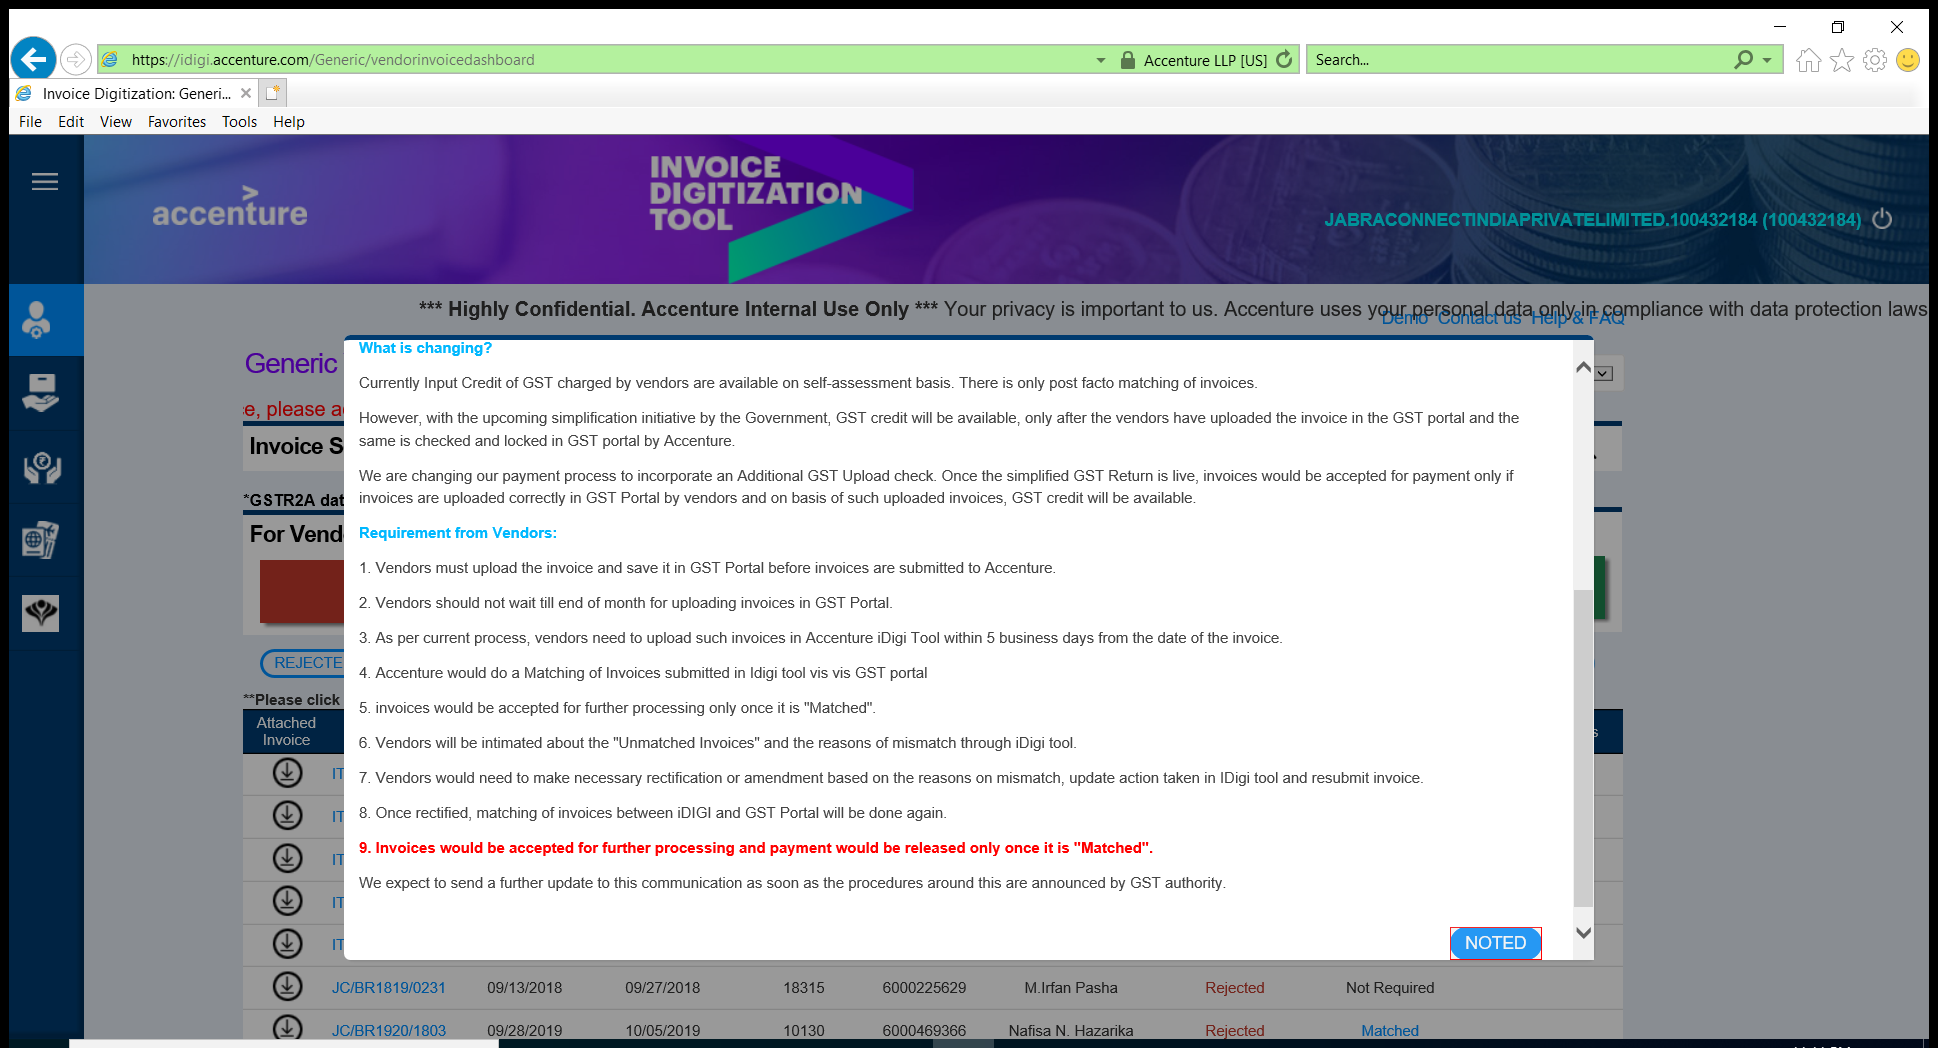 https://idigi.accenture.com/Generic/vendorinvoicedashboard
Accenture LLP [US]
Search...
Invoice Digitization: Generi...
File Edit View Favorites Tools Help
accenture
INVOICE
DIGITIZATION
TOOL
JABRACONNECTINDIAPRIVATELIMITED.100432184 (100432184)
*** Highly Confidential. Accenture Internal Use Only *** Your privacy is important to us. Accenture uses your personal data only in compliance with data protection laws
Demo Contact us Help & FAQ
Generic
e, please a
Invoice S
*GSTR2A dat
For Vend
REJECTE
**Please click
Attached
Invoice
What is changing?
Currently Input Credit of GST charged by vendors are available on self-assessment basis. There is only post facto matching of invoices.
However, with the upcoming simplification initiative by the Government, GST credit will be available, only after the vendors have uploaded the invoice in the GST portal and the
same is checked and locked in GST portal by Accenture.
We are changing our payment process to incorporate an Additional GST Upload check. Once the simplified GST Return is live, invoices would be accepted for payment only if
invoices are uploaded correctly in GST Portal by vendors and on basis of such uploaded invoices, GST credit will be available.
Requirement from Vendors:
1. Vendors must upload the invoice and save it in GST Portal before invoices are submitted to Accenture.
2. Vendors should not wait till end of month for uploading invoices in GST Portal.
3. As per current process, vendors need to upload such invoices in Accenture iDigi Tool within 5 business days from the date of the invoice.
4. Accenture would do a Matching of Invoices submitted in Idigi tool vis vis GST portal
5. invoices would be accepted for further processing only once it is "Matched".
6. Vendors will be intimated about the "Unmatched Invoices" and the reasons of mismatch through iDigi tool.
7. Vendors would need to make necessary rectification or amendment based on the reasons on mismatch, update action taken in IDigi tool and resubmit invoice.
8. Once rectified, matching of invoices between iDIGI and GST Portal will be done again.
9. Invoices would be accepted for further processing and payment would be released only once it is "Matched".
We expect to send a further update to this communication as soon as the procedures around this are announced by GST authority.
NOTED
s
IT
IT
IT
IT
IT
JC/BR1819/0231 09/13/2018 09/27/2018 18315 6000225629 M.Irfan Pasha Rejected Not Required
JC/BR1920/1803 09/28/2019 10/05/2019 10130 6000469366 Nafisa N. Hazarika Rejected Matched